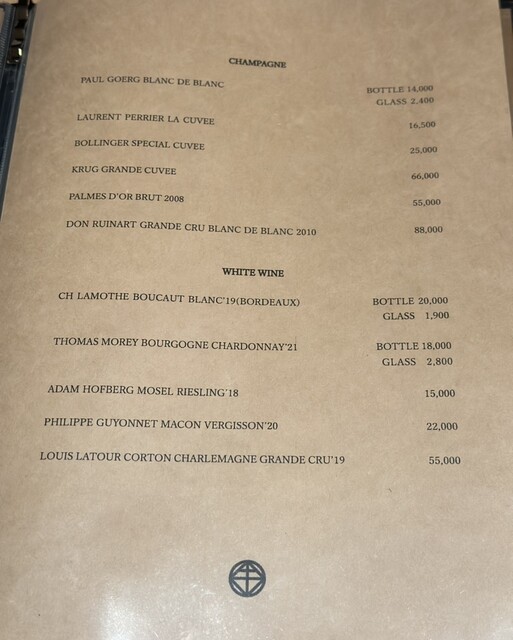 CHAMPAGNE
PAUL GOERG BLANC DE BLANC BOTTLE 14,000
GLASS 2,400
LAURENT PERRIER LA CUVEE 16,500
BOLLINGER SPECIAL CUVEE 25,000
KRUG GRANDE CUVEE 66,000
PALMES D'OR BRUT 2008 55,000
DON RUINART GRANDE CRU BLANC DE BLANC 2010 88,000
WHITE WINE
CH LAMOTHE BOUCAUT BLANC'19(BORDEAUX) BOTTLE 20,000
GLASS 1,900
THOMAS MOREY BOURGOGNE CHARDONNAY'21 BOTTLE 18,000
GLASS 2,800
ADAM HOFBERG MOSEL RIESLING'18 15,000
PHILIPPE GUYONNET MACON VERGISSON'20 22,000
LOUIS LATOUR CORTON CHARLEMAGNE GRANDE CRU'19 55,000